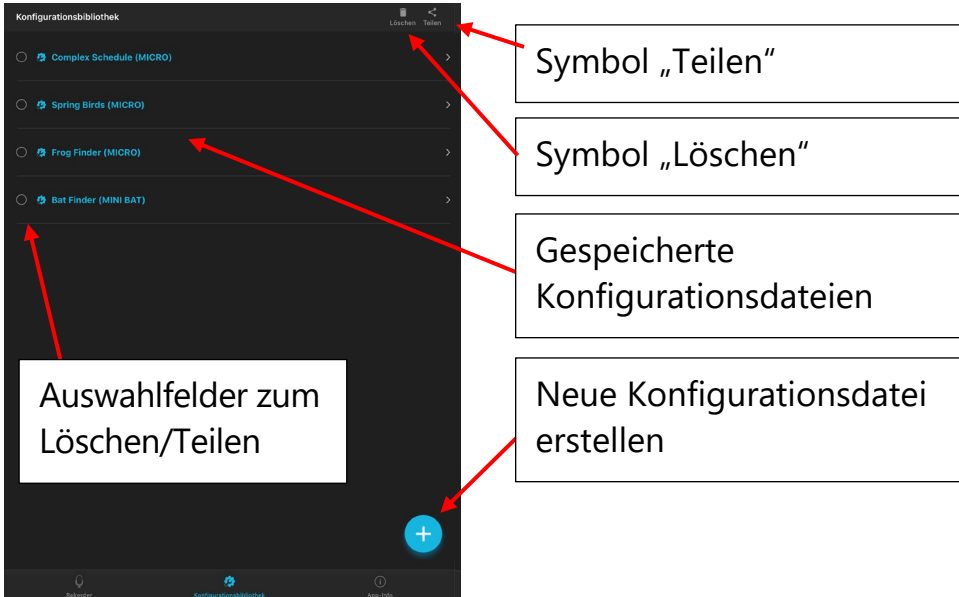 Konfigurationsbibliothek
Löschen Teilen
Complex Schedule (MICRO)
Spring Birds (MICRO)
Frog Finder (MICRO)
Bat Finder (MINI BAT)
Symbol „Teilen“
Symbol „Löschen“
Gespeicherte
Konfigurationsdateien
Auswahlfelder zum
Löschen/Teilen
Neue Konfigurationsdatei
erstellen
Rekorder Konfigurationsbibliothek App-Info